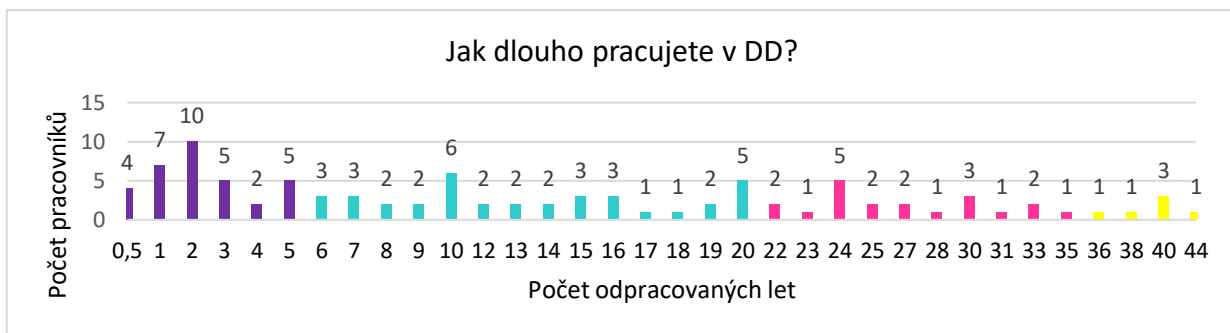 Jak dlouho pracujete v DD?
Počet pracovníků
15
10
5
0
4 7 10 5 2 5 3 3 2 2 6 2 2 2 3 3 1 1 2 5 2 1 5 2 2 1 3 1 2 1 1 1 3 1
0,5 1 2 3 4 5 6 7 8 9 10 12 13 14 15 16 17 18 19 20 22 23 24 25 27 28 30 31 33 35 36 38 40 44
Počet odpracovaných let